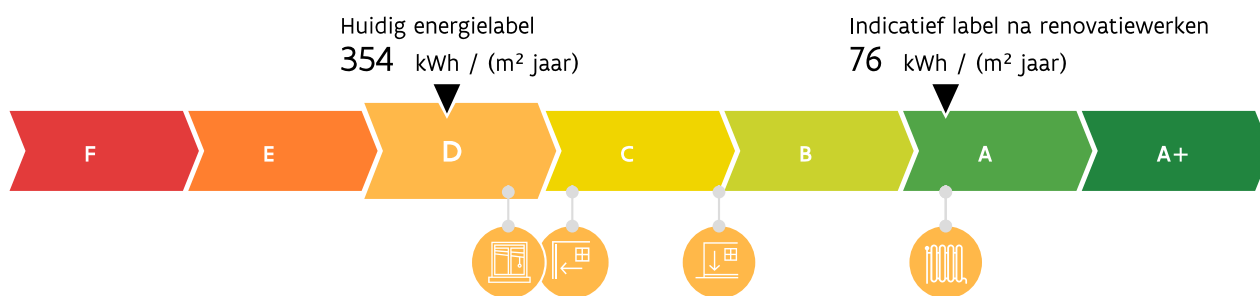 Huidig energielabel
354 kWh / (m² jaar)
Indicatief label na renovatiewerken
76 kWh / (m² jaar)
F E D C B A A+